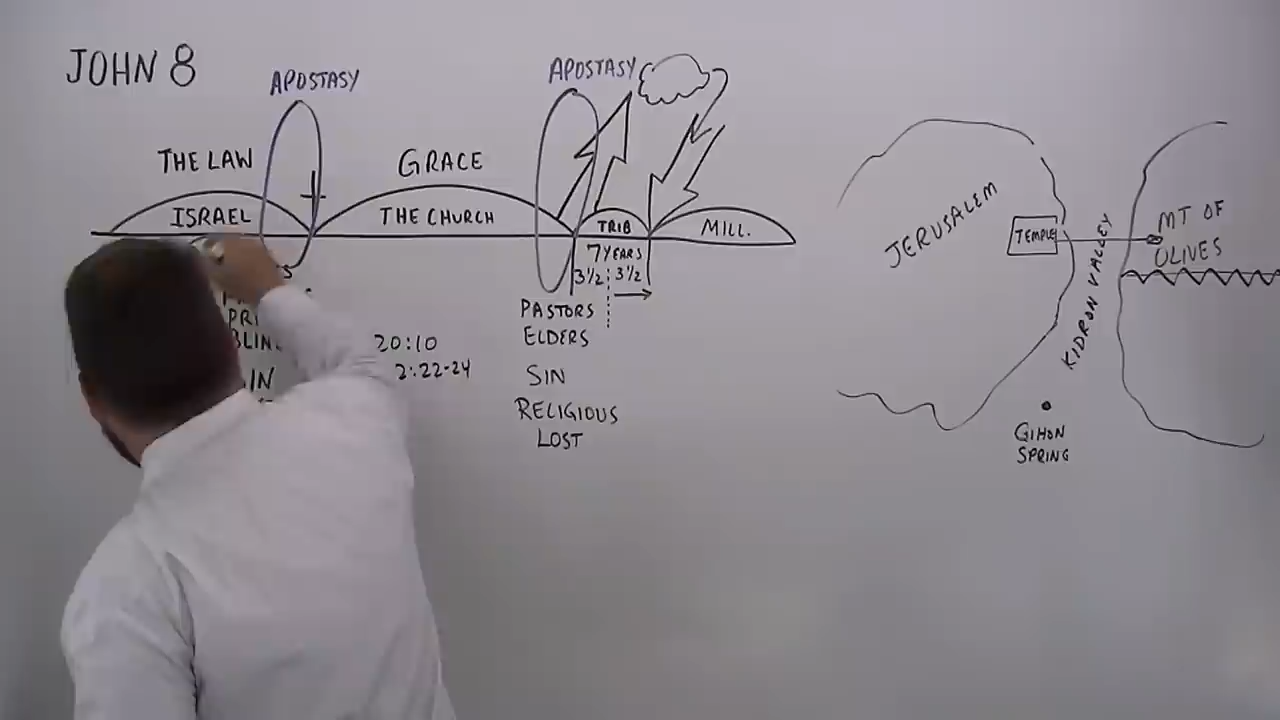 JOHN 8
APOSTASY
APOSTASY
THE LAW
GRACE
ISRAEL
THE CHURCH
TRIB
MILL.
7 YEARS
3½ 3½
PASTORS
ELDERS
SIN
RELIGIOUS
LOST
20:10
2:22-24
JERUSALEM
TEMPLE
KIDRON VALLEY
MT OF
OLIVES
GIHON
SPRING